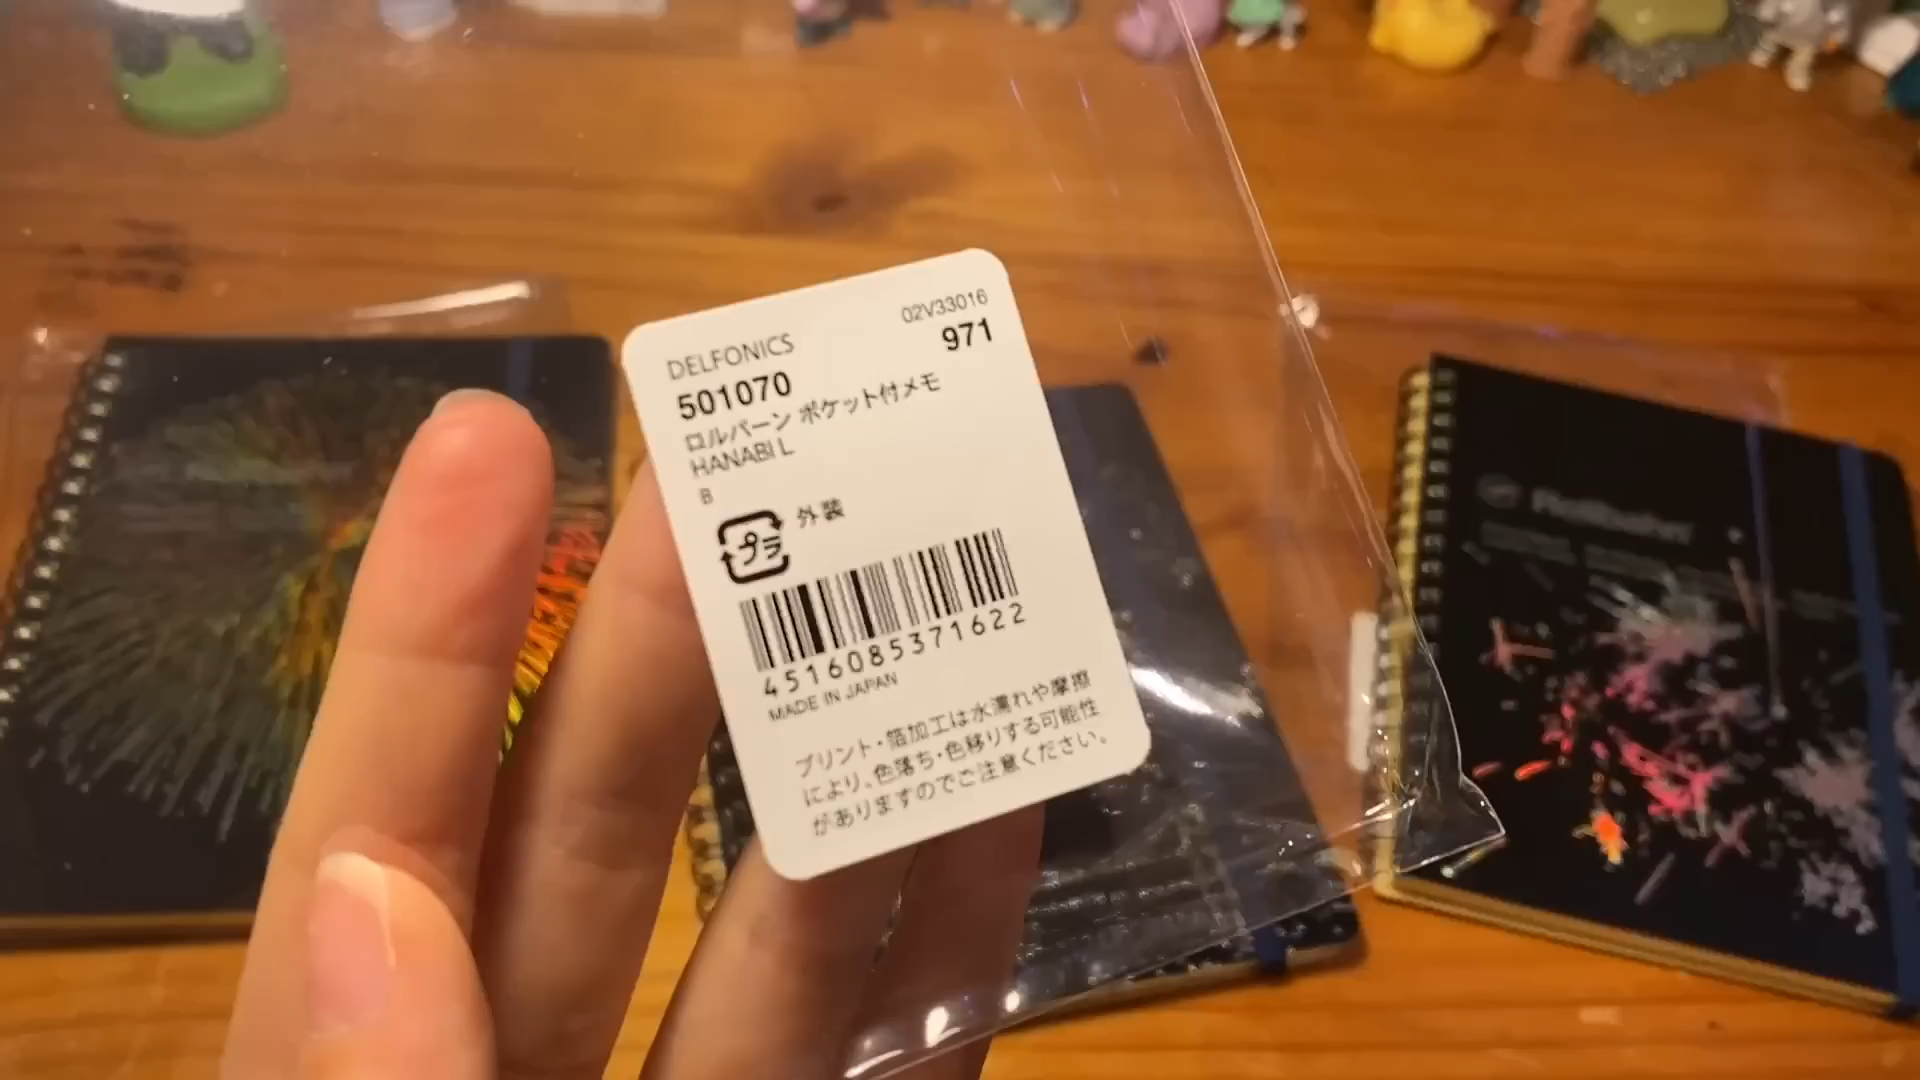 DELFONICS
02V33016
501070
971
ロルバーン ポケット付メモ
HANABI L
B
プラ
外装
4516085371622
MADE IN JAPAN
プリント・箔加工は水濡れや摩擦
により、色落ち・色移りする可能性
がありますのでご注意ください。
Rollbahn